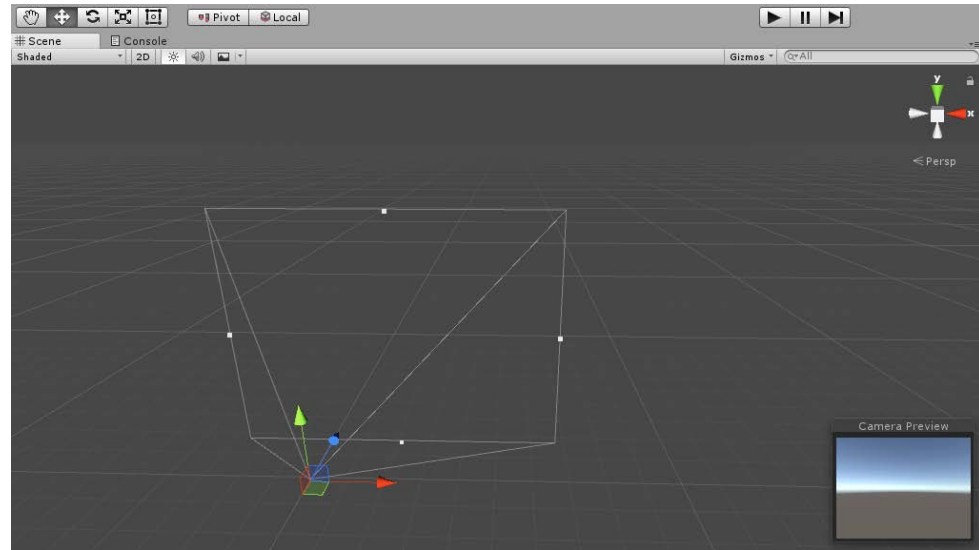 Pivot Local
# Scene Console
Shaded 2D Gizmos All
y
x
Persp
Camera Preview